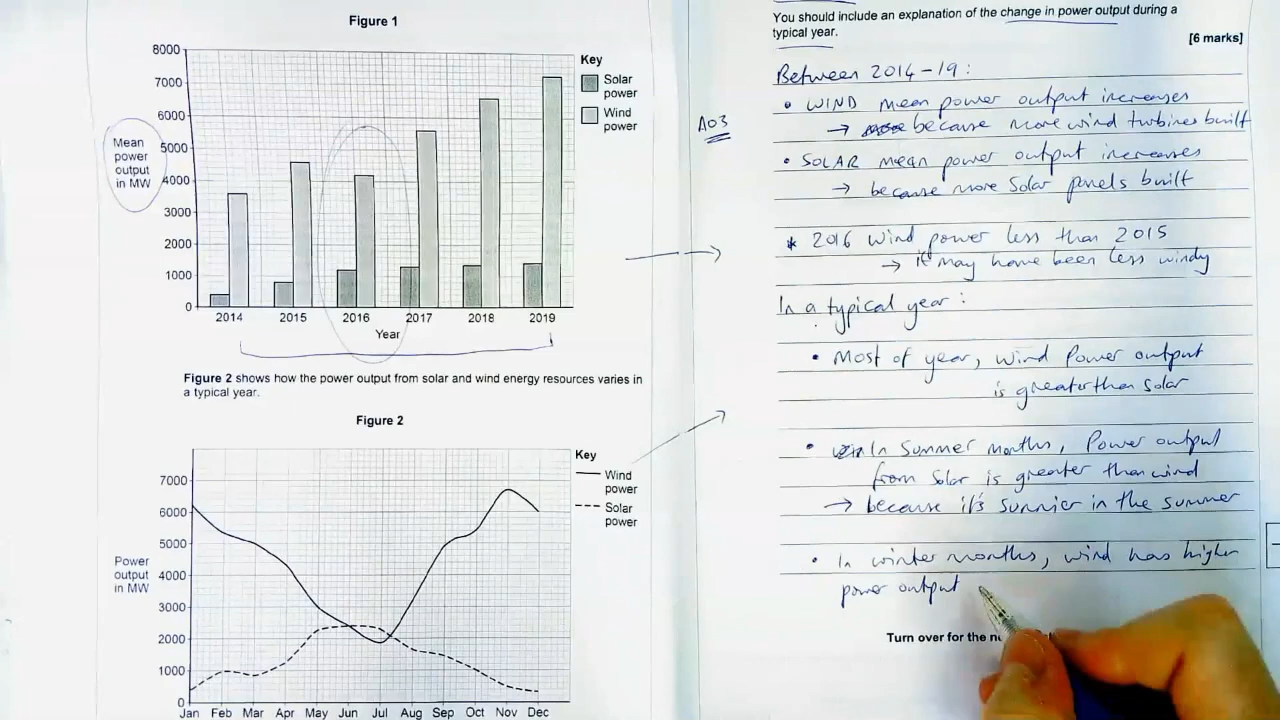 Figure 1
8000
7000
6000
5000
4000
3000
2000
1000
0
Mean
power
output
in MW
2014 2015 2016 2017 2018 2019
Year
Key
Solar
power
Wind
power
Figure 2 shows how the power output from solar and wind energy resources varies in
a typical year.
Figure 2
7000
6000
5000
4000
3000
2000
1000
0
Power
output
in MW
Jan Feb Mar Apr May Jun Jul Aug Sep Oct Nov Dec
Key
Wind
power
Solar
power
AO3
You should include an explanation of the change in power output during a
typical year.
[6 marks]
Between 2014-19:
• WIND mean power output increases
→ because more wind turbines built
• SOLAR mean power output increases
→ because more Solar panels built
* 2016 Wind power less than 2015
→ it may have been less windy
In a typical year:
• Most of year, wind Power output
is greater than Solar
• In Summer months, Power output
from Solar is greater than wind
→ because it's sunnier in the summer
• In winter months, wind has higher
power output
Turn over for the